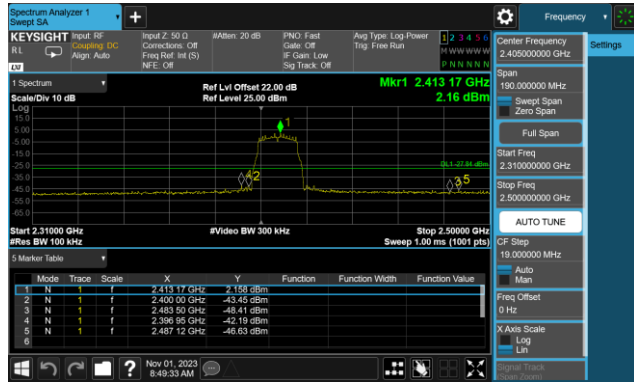 Spectrum Analyzer 1
Swept SA
Frequency
KEYSIGHT
Input: RF
Coupling: DC
Align: Auto
Input Z: 50 Ω
Corrections: Off
Freq Ref: Int (S)
NFE: Off
#Atten: 20 dB
PNO: Fast
Gate: Off
IF Gain: Low
Sig Track: Off
Avg Type: Log-Power
Trig: Free Run
1 2 3 4 5 6
M W W W W W
P N N N N N
RL
LXI
1 Spectrum
Scale/Div 10 dB
Ref Lvl Offset 22.00 dB
Ref Level 25.00 dBm
Mkr1 2.413 17 GHz
2.16 dBm
Log
15.0
5.00
-5.00
-15.0
-25.0
-35.0
-45.0
-55.0
-65.0
1
DL1 -27.84 dBm
42
35
Start 2.31000 GHz
#Res BW 100 kHz
#Video BW 300 kHz
Stop 2.50000 GHz
Sweep 1.00 ms (1001 pts)
5 Marker Table
Mode Trace Scale X Y Function Function Width Function Value
1 N 1 f 2.413 17 GHz 2.158 dBm
2 N 1 f 2.400 00 GHz -43.45 dBm
3 N 1 f 2.483 50 GHz -48.41 dBm
4 N 1 f 2.396 95 GHz -42.19 dBm
5 N 1 f 2.487 12 GHz -46.63 dBm
6
Nov 01, 2023
8:49:33 AM
?
Center Frequency
2.405000000 GHz
Settings
Span
190.000000 MHz
Swept Span
Zero Span
Full Span
Start Freq
2.310000000 GHz
Stop Freq
2.500000000 GHz
AUTO TUNE
CF Step
19.000000 MHz
Auto
Man
Freq Offset
0 Hz
X Axis Scale
Log
Lin
Signal Track
(Span Zoom)